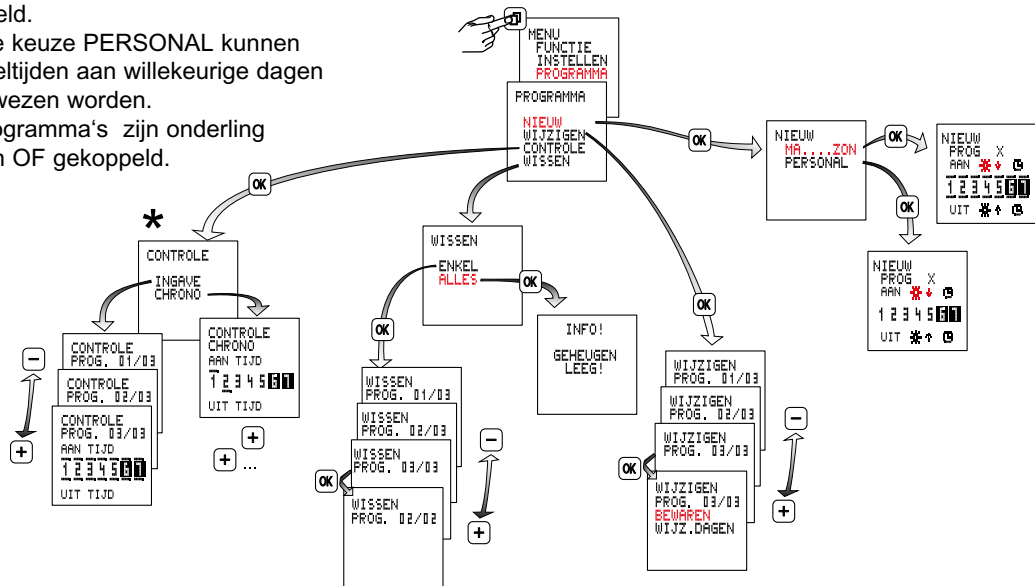 eld.
e keuze PERSONAL kunnen
eltijden aan willekeurige dagen
wezen worden.
ogramma's zijn onderling
n OF gekoppeld.
MENU
FUNCTIE
INSTELLEN
PROGRAMMA
PROGRAMMA
NIEUW
WIJZIGEN
CONTROLE
WISSEN
OK
NIEUW
MA....ZON
PERSONAL
OK
NIEUW
PROG X
AAN
1 2 3 4 5 6 7
UIT
OK
NIEUW
PROG X
AAN
1 2 3 4 5 6 7
UIT
OK
*
CONTROLE
INGAVE
CHRONO
CONTROLE
PROG. 01/03
CONTROLE
PROG. 02/03
CONTROLE
PROG. 03/03
AAN TIJD
1 2 3 4 5 6 7
UIT TIJD
−
+
CONTROLE
CHRONO
AAN TIJD
1 2 3 4 5 6 7
UIT TIJD
+
+ ...
OK
WISSEN
ENKEL
ALLES
OK
INFO!
GEHEUGEN
LEEG!
OK
WISSEN
PROG. 01/03
WISSEN
PROG. 02/03
WISSEN
PROG. 03/03
OK
WISSEN
PROG. 02/02
−
+
OK
WIJZIGEN
PROG. 01/03
WIJZIGEN
PROG. 02/03
WIJZIGEN
PROG. 03/03
OK
WIJZIGEN
PROG. 03/03
BEWAREN
WIJZ.DAGEN
−
+